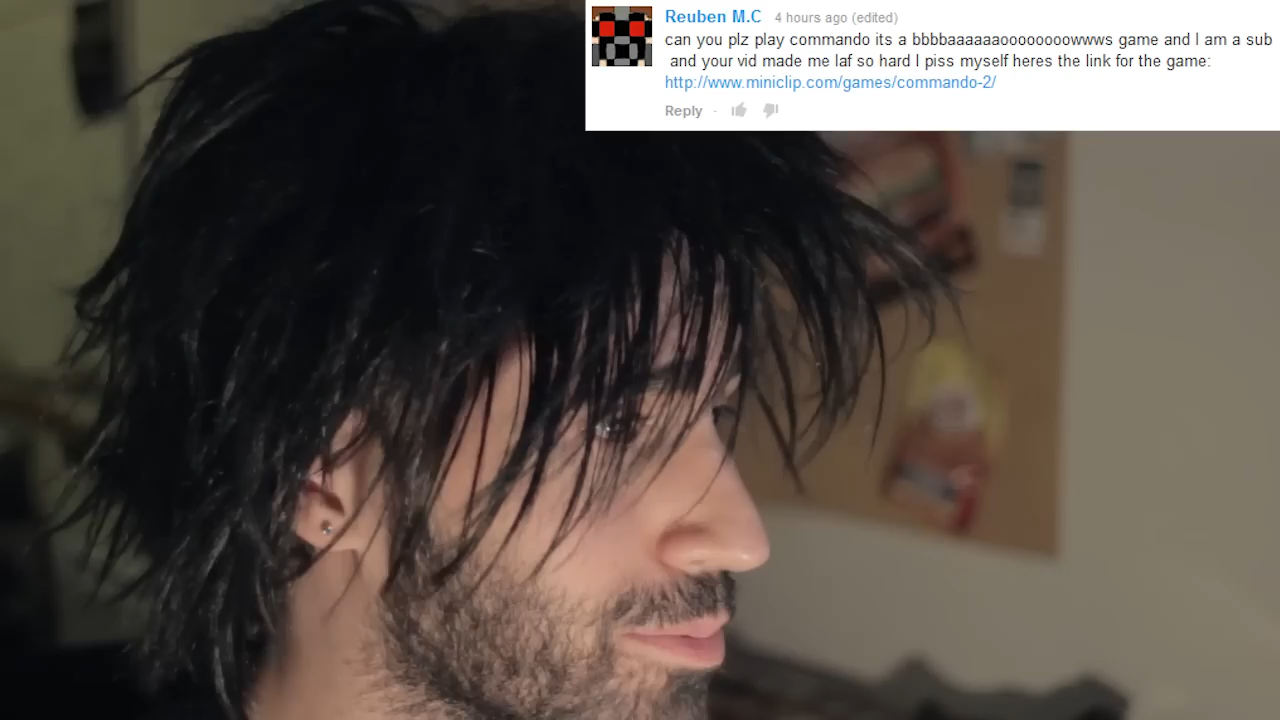 Reuben M.C 4 hours ago (edited)
can you plz play commando its a bbbbaaaaaaoooooooowwws game and I am a sub
and your vid made me laf so hard I piss myself heres the link for the game:
http://www.miniclip.com/games/commando-2/
Reply ·